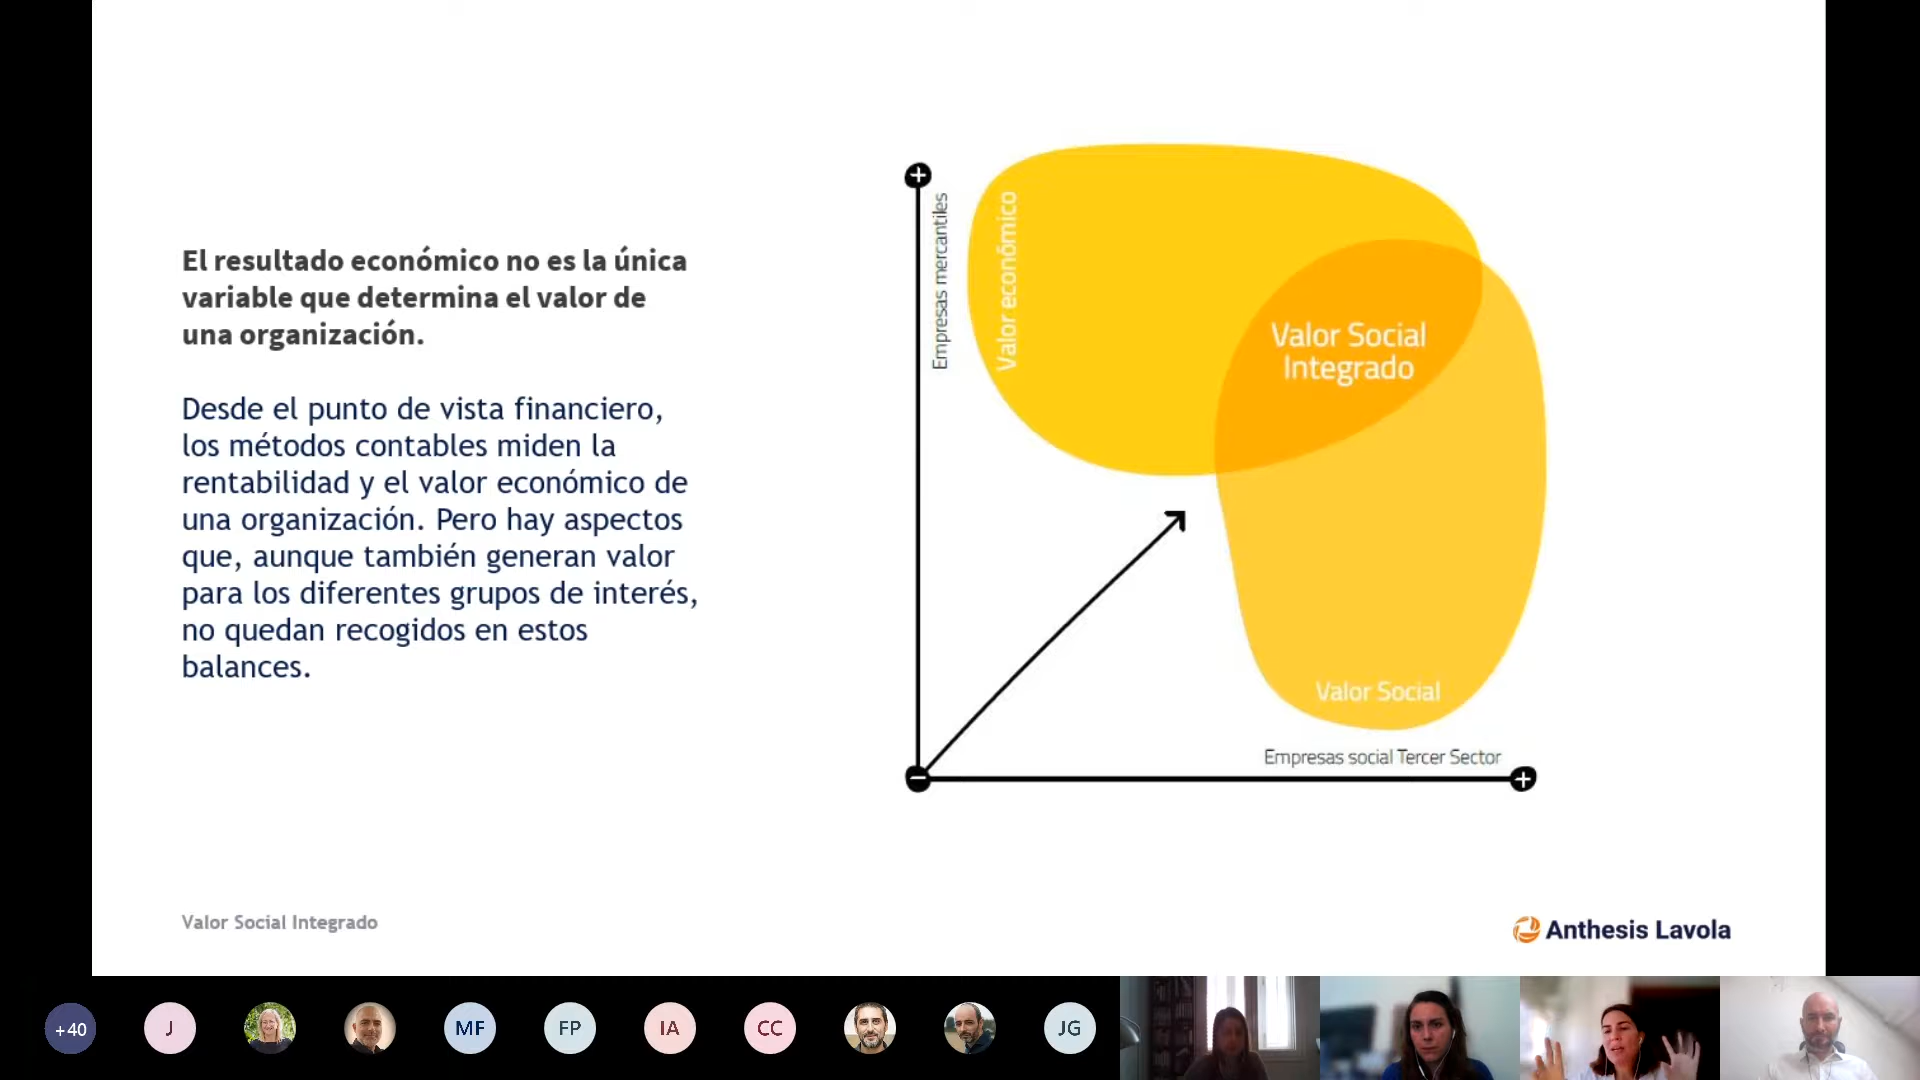 El resultado económico no es la única
variable que determina el valor de
una organización.
Desde el punto de vista financiero,
los métodos contables miden la
rentabilidad y el valor económico de
una organización. Pero hay aspectos
que, aunque también generan valor
para los diferentes grupos de interés,
no quedan recogidos en estos
balances.
Empresas mercantiles
Valor económico
Valor Social
Integrado
Valor Social
Empresas social Tercer Sector
Valor Social Integrado
Anthesis Lavola
+40
J
MF
FP
IA
CC
JG